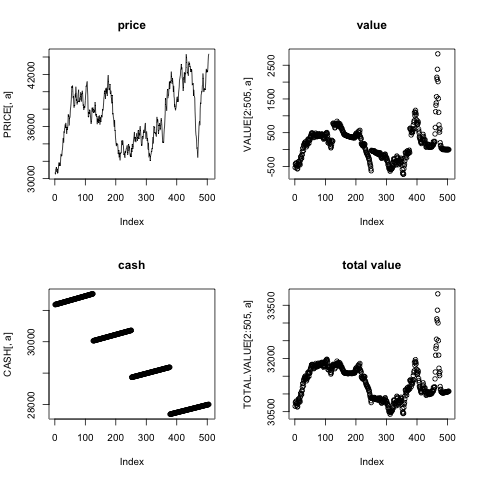 price
PRICE[, a]
30000 36000 42000
0 100 200 300 400 500
Index
value
VALUE[2:505, a]
-500 500 1500 2500
0 100 200 300 400 500
Index
cash
CASH[, a]
28000 30000
0 100 200 300 400 500
Index
total value
TOTAL.VALUE[2:505, a]
30500 32000 33500
0 100 200 300 400 500
Index